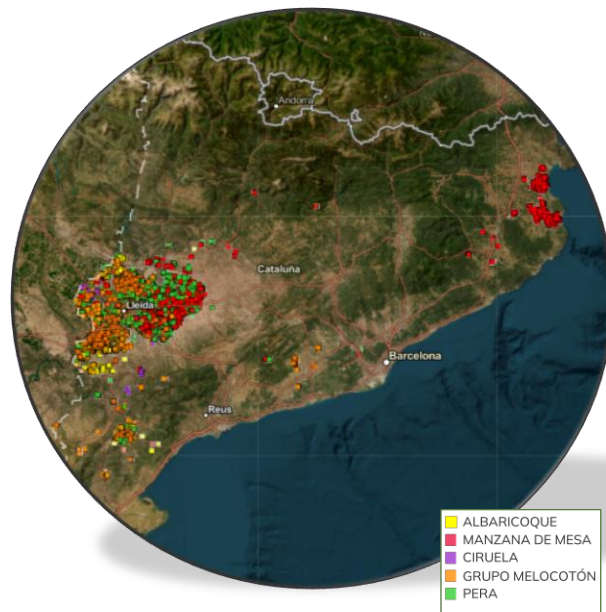 Andorra
Cataluña
Lleida
Barcelona
Reus
ALBARICOQUE
MANZANA DE MESA
CIRUELA
GRUPO MELOCOTÓN
PERA